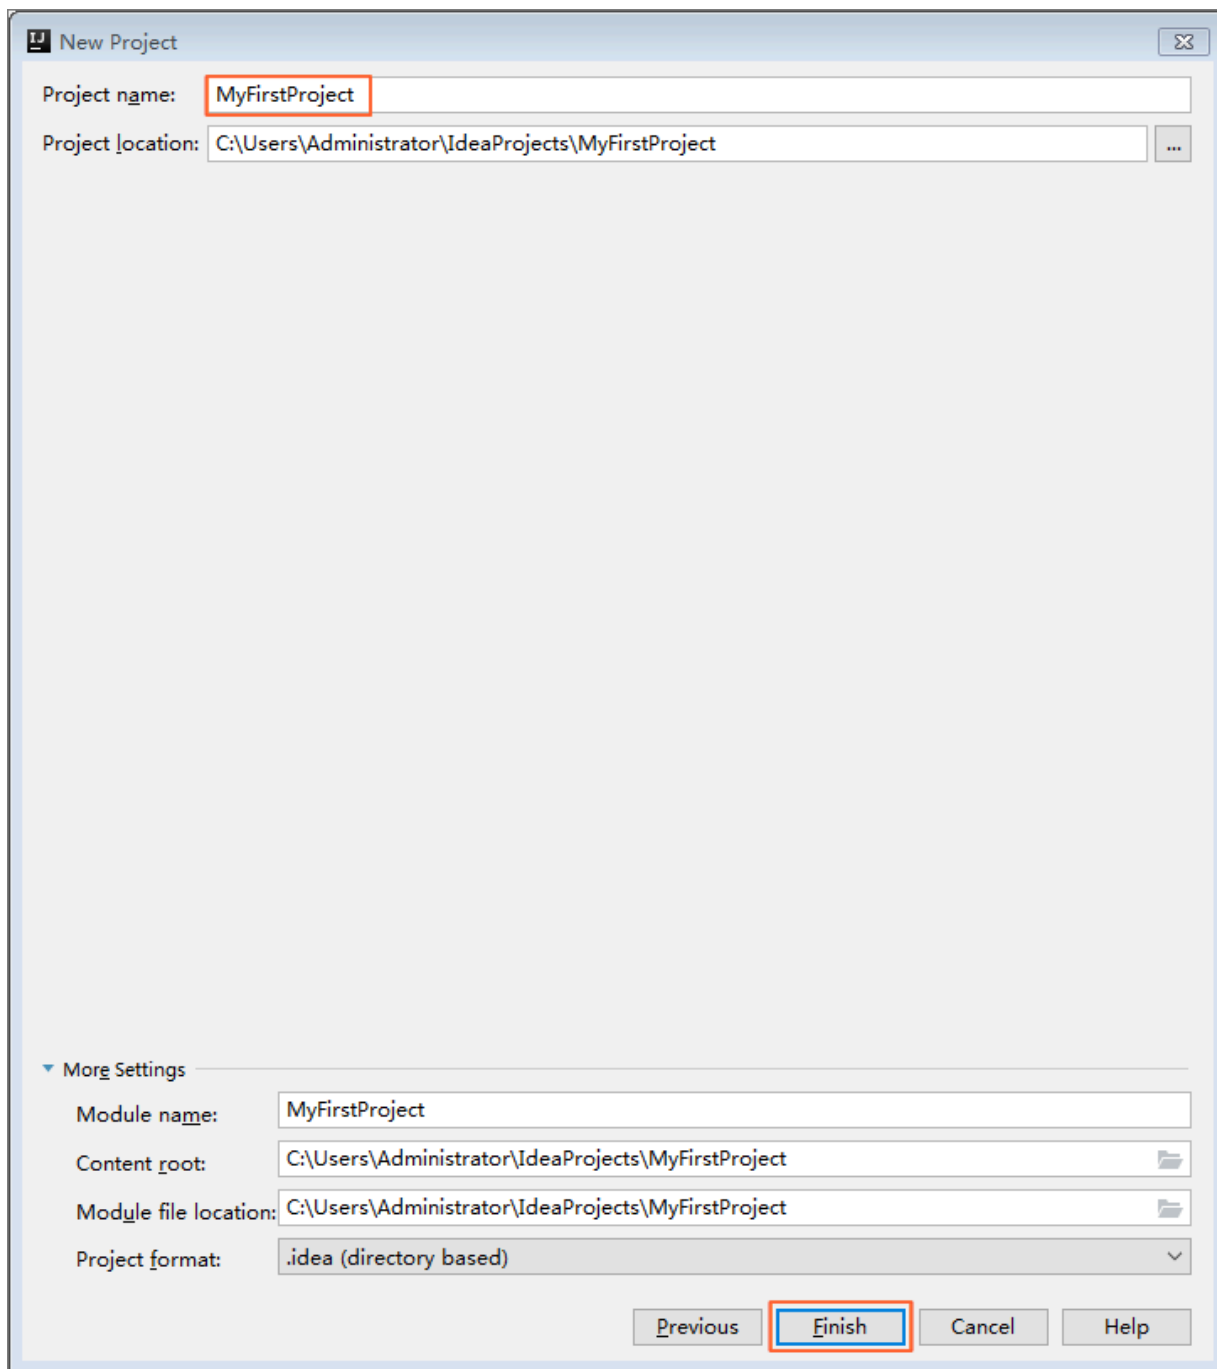 New Project
Project name: MyFirstProject
Project location: C:\Users\Administrator\IdeaProjects\MyFirstProject ...
More Settings
Module name: MyFirstProject
Content root: C:\Users\Administrator\IdeaProjects\MyFirstProject
Module file location: C:\Users\Administrator\IdeaProjects\MyFirstProject
Project format: .idea (directory based)
Previous Finish Cancel Help